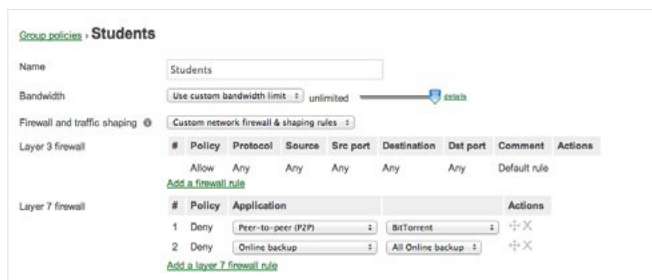 Group policies › Students
Name Students
Bandwidth Use custom bandwidth limit unlimited details
Firewall and traffic shaping Custom network firewall & shaping rules
Layer 3 firewall # Policy Protocol Source Src port Destination Dst port Comment Actions
Allow Any Any Any Any Any Default rule
Add a firewall rule
Layer 7 firewall # Policy Application Actions
1 Deny Peer-to-peer (P2P) BitTorrent
2 Deny Online backup All Online backup
Add a layer 7 firewall rule